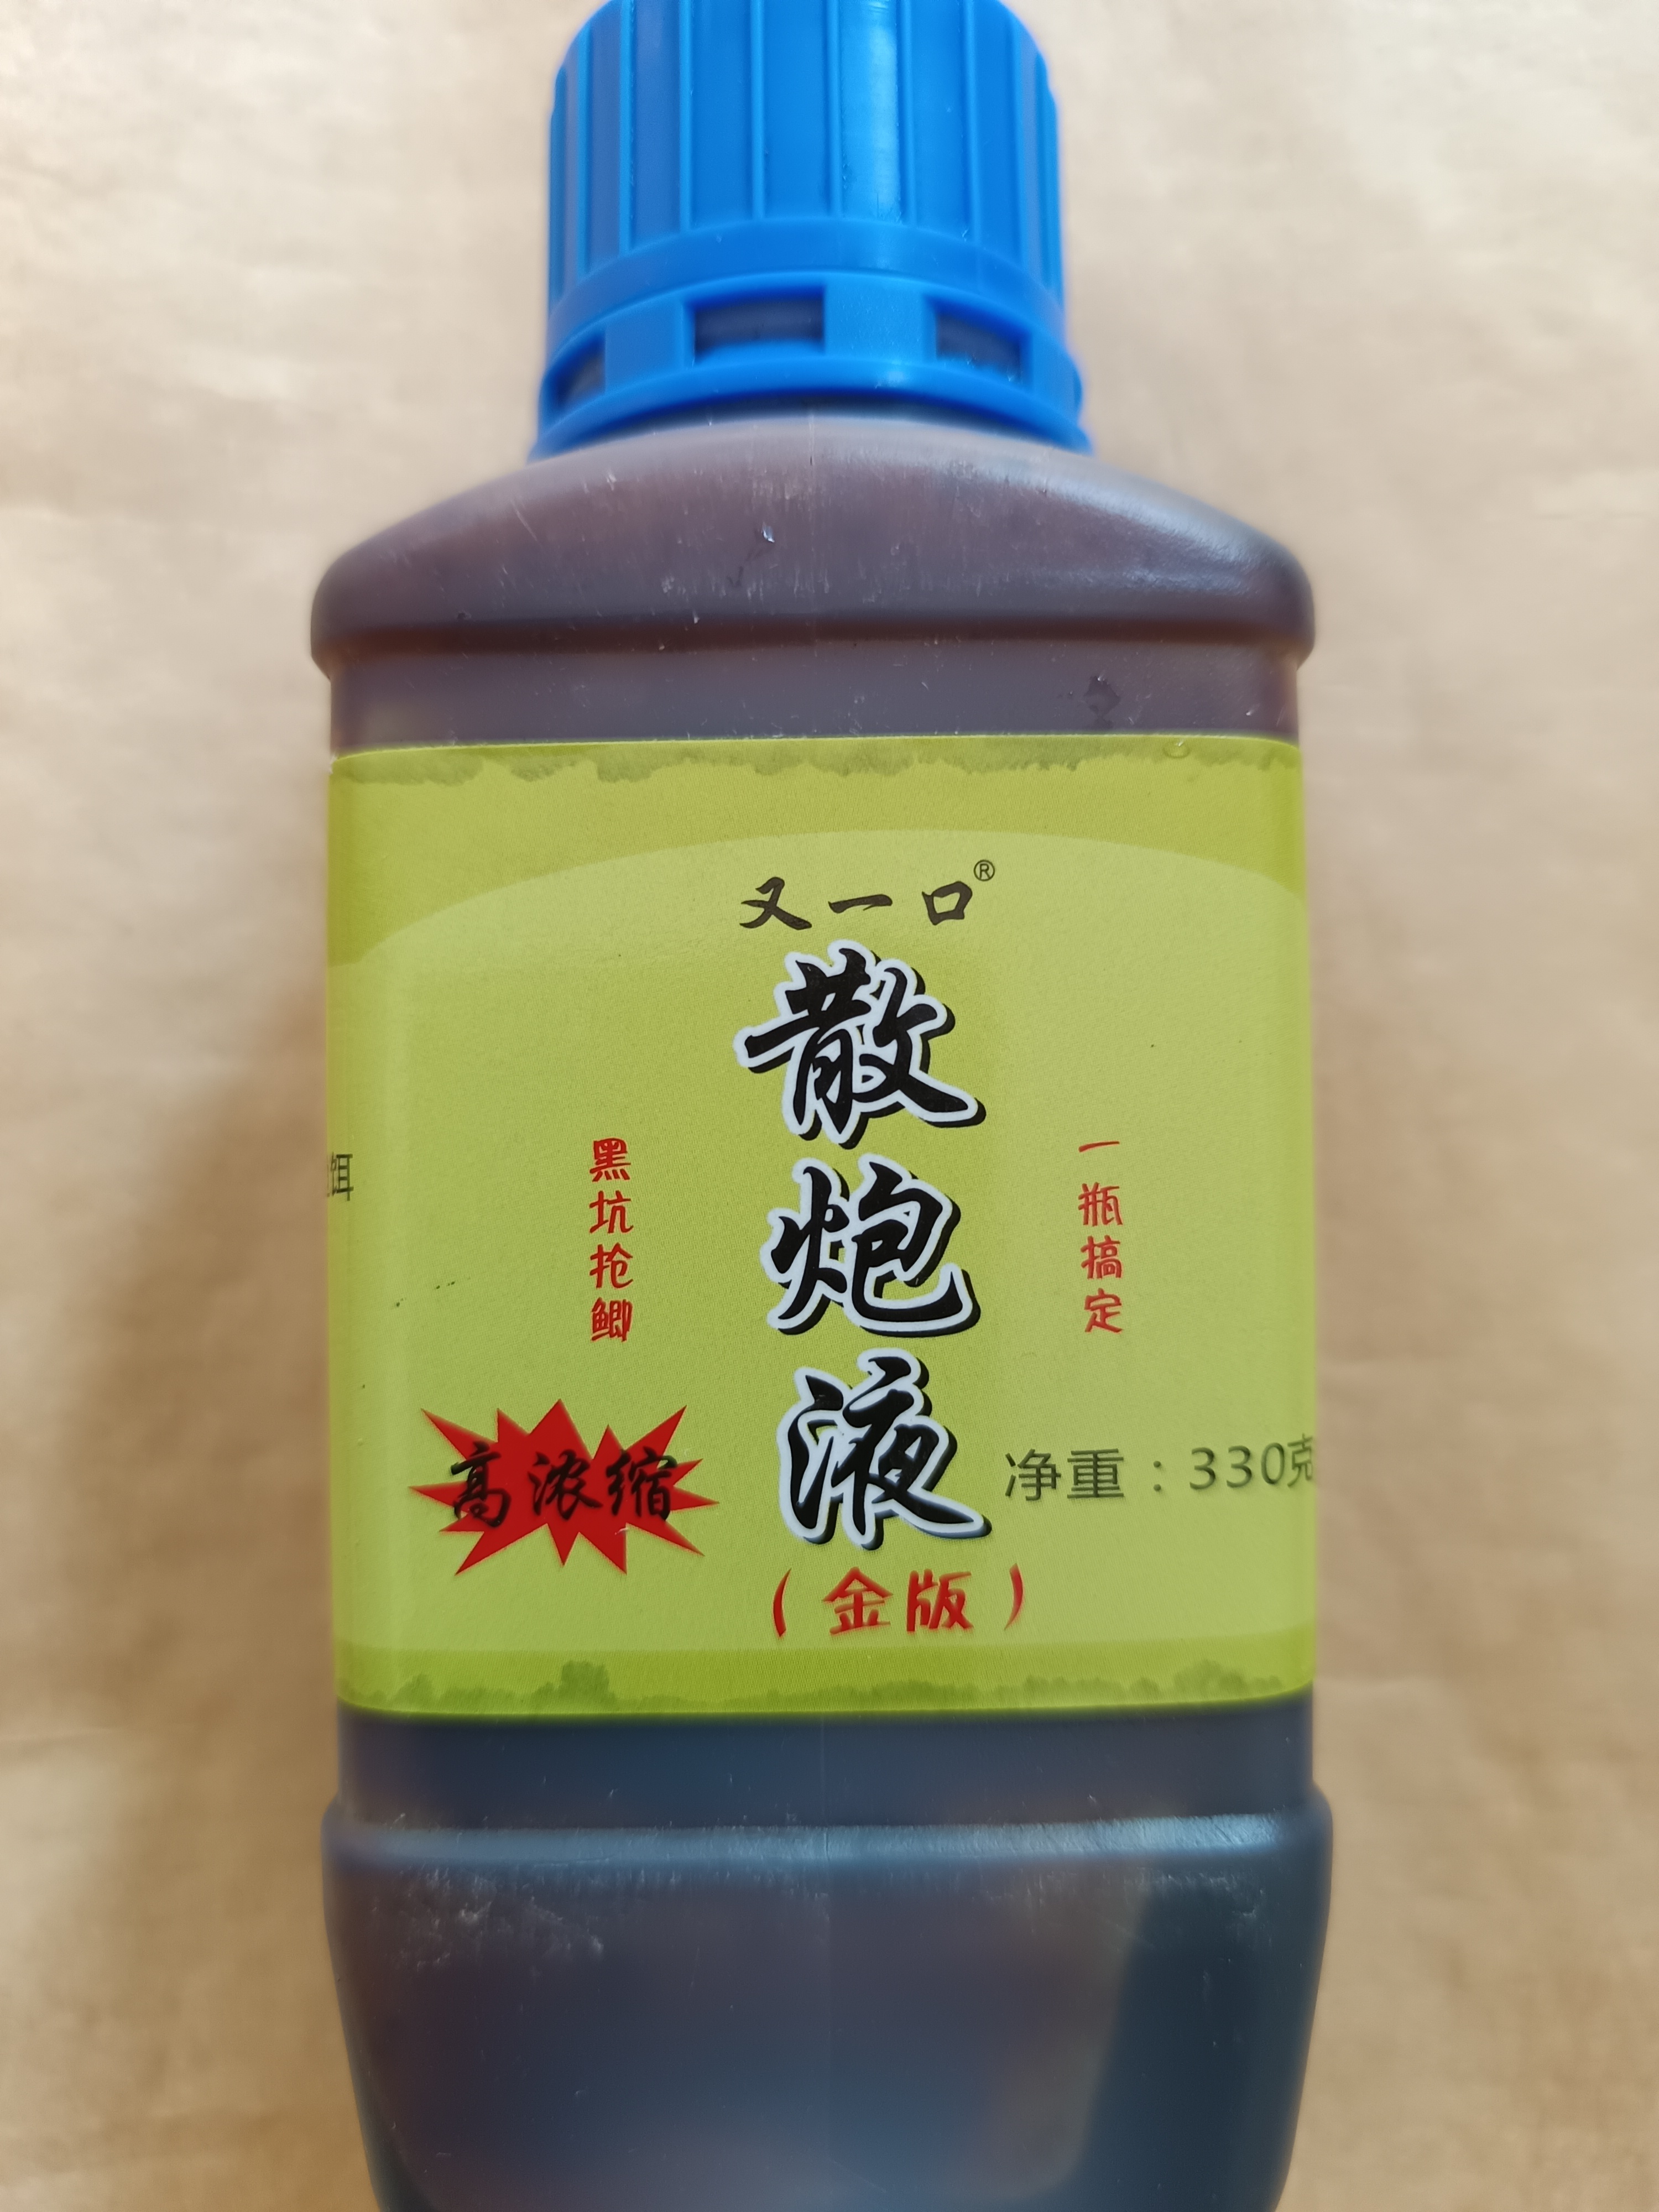 又一口®
散炮液
黑坑抢鲫
一瓶搞定
高浓缩
净重：330克
（金版）
饵